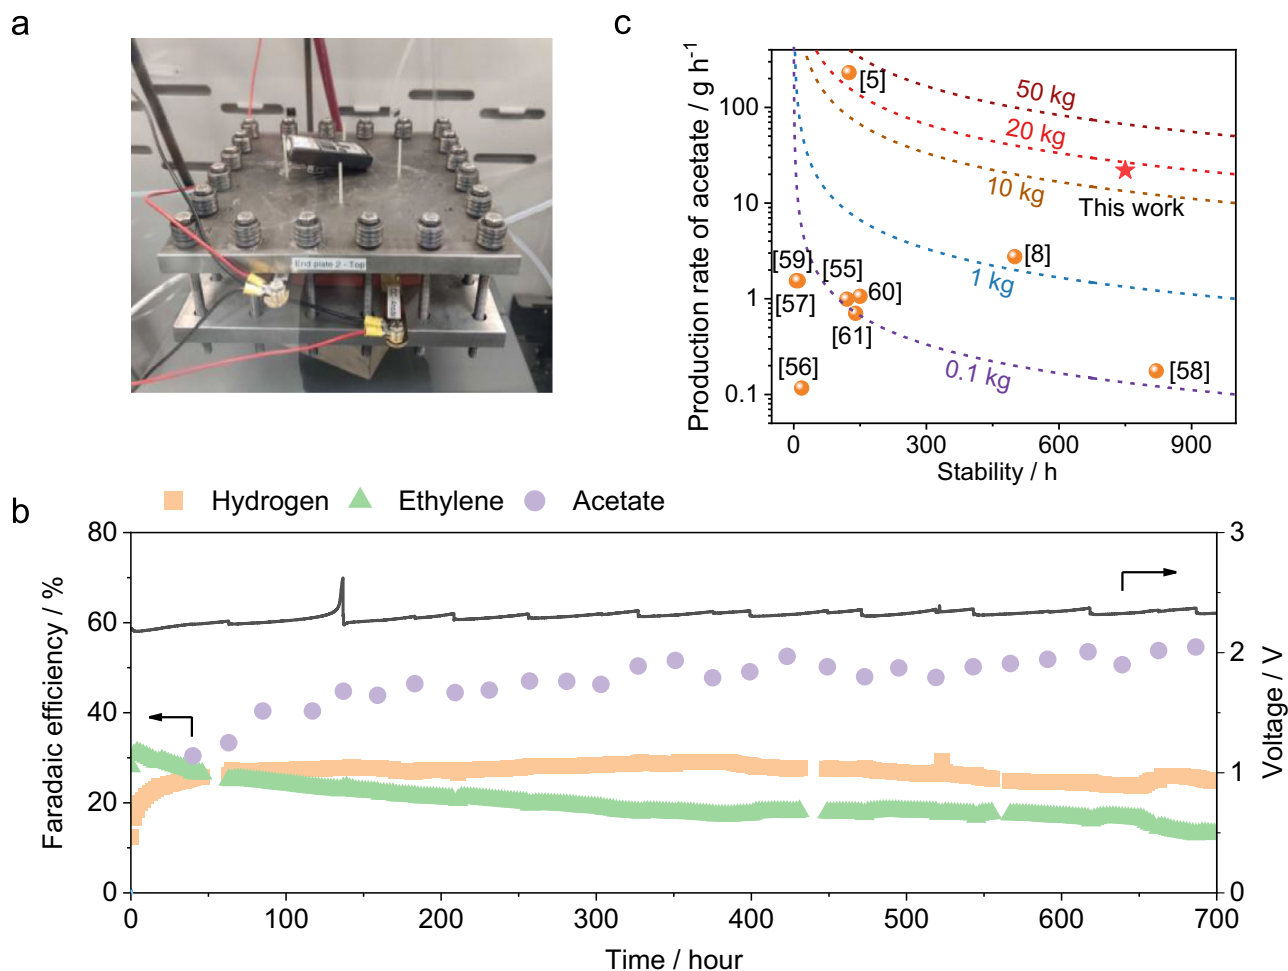 a
End plate 2 - Top
c
Production rate of acetate / g h⁻¹
100
10
1
0.1
50 kg
20 kg
10 kg
1 kg
0.1 kg
[5]
This work
[8]
[59]
[55]
[57]
60]
[61]
[56]
[58]
0
300
600
900
Stability / h
b
Hydrogen
Ethylene
Acetate
Faradaic efficiency / %
80
60
40
20
0
3
2
1
0
Voltage / V
0
100
200
300
400
500
600
700
Time / hour